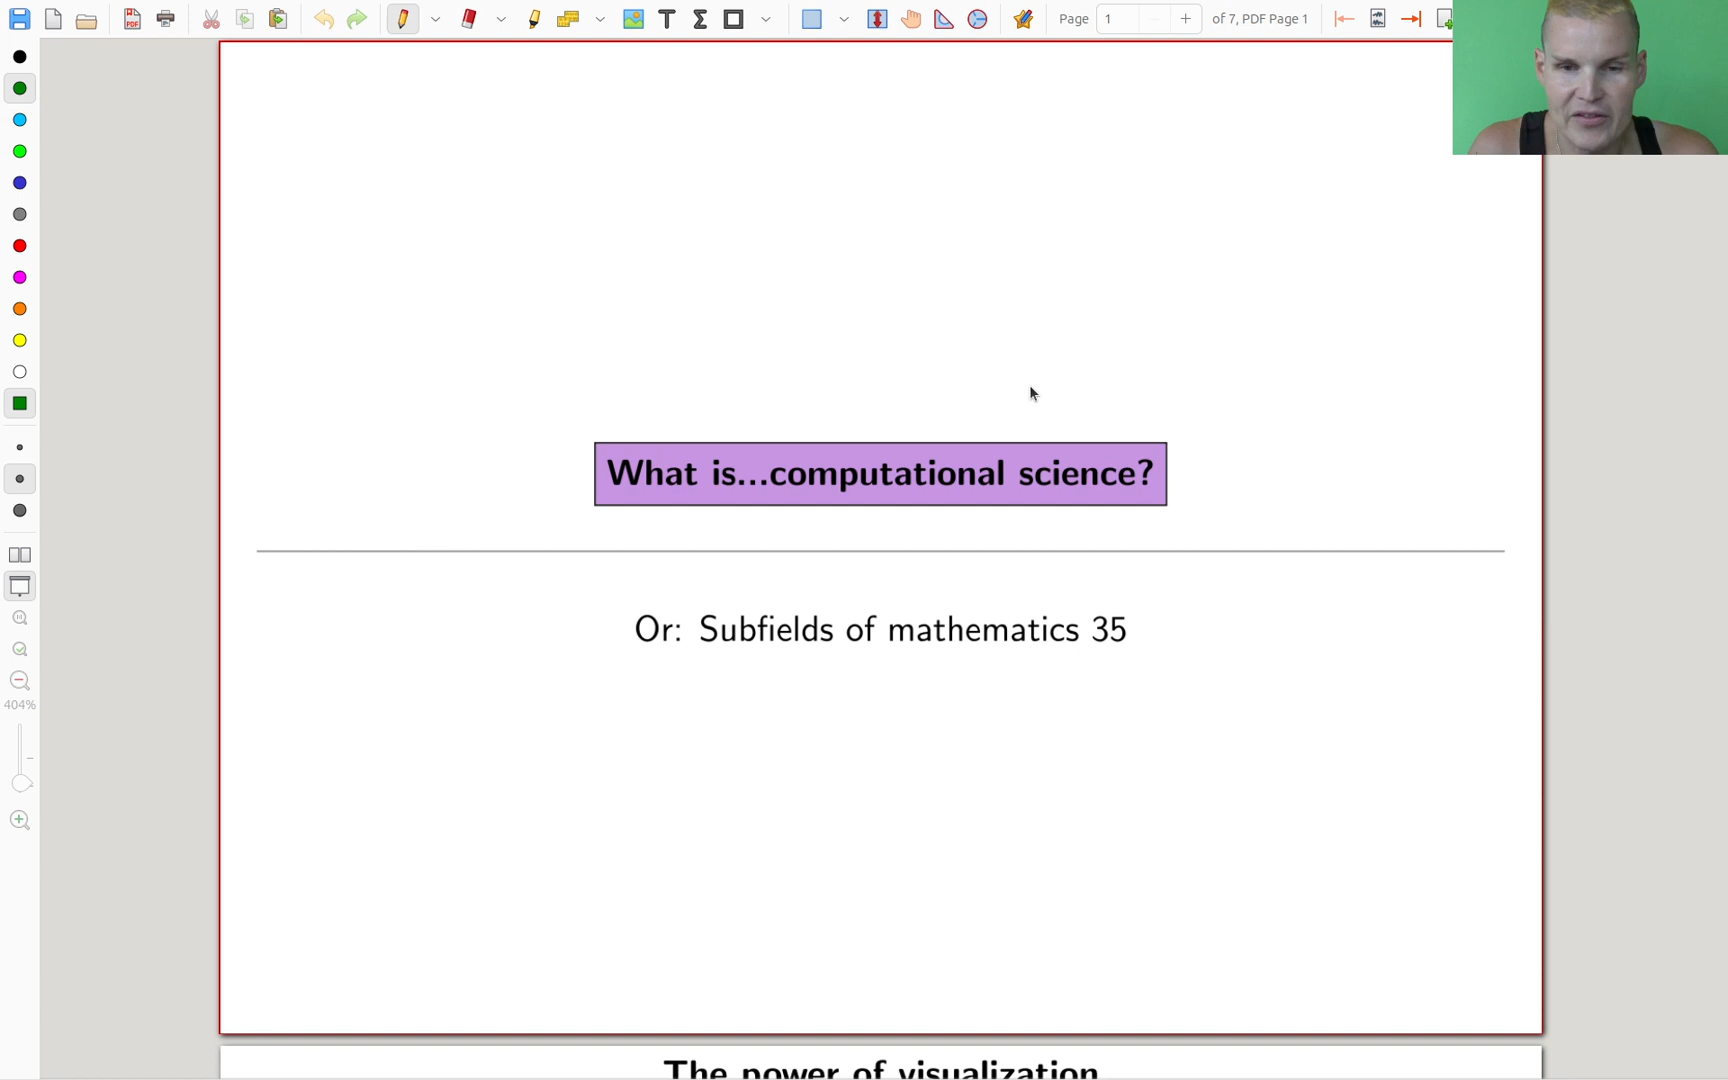 Page 1 of 7, PDF Page 1
What is...computational science?
Or: Subfields of mathematics 35
404%
The power of visualization